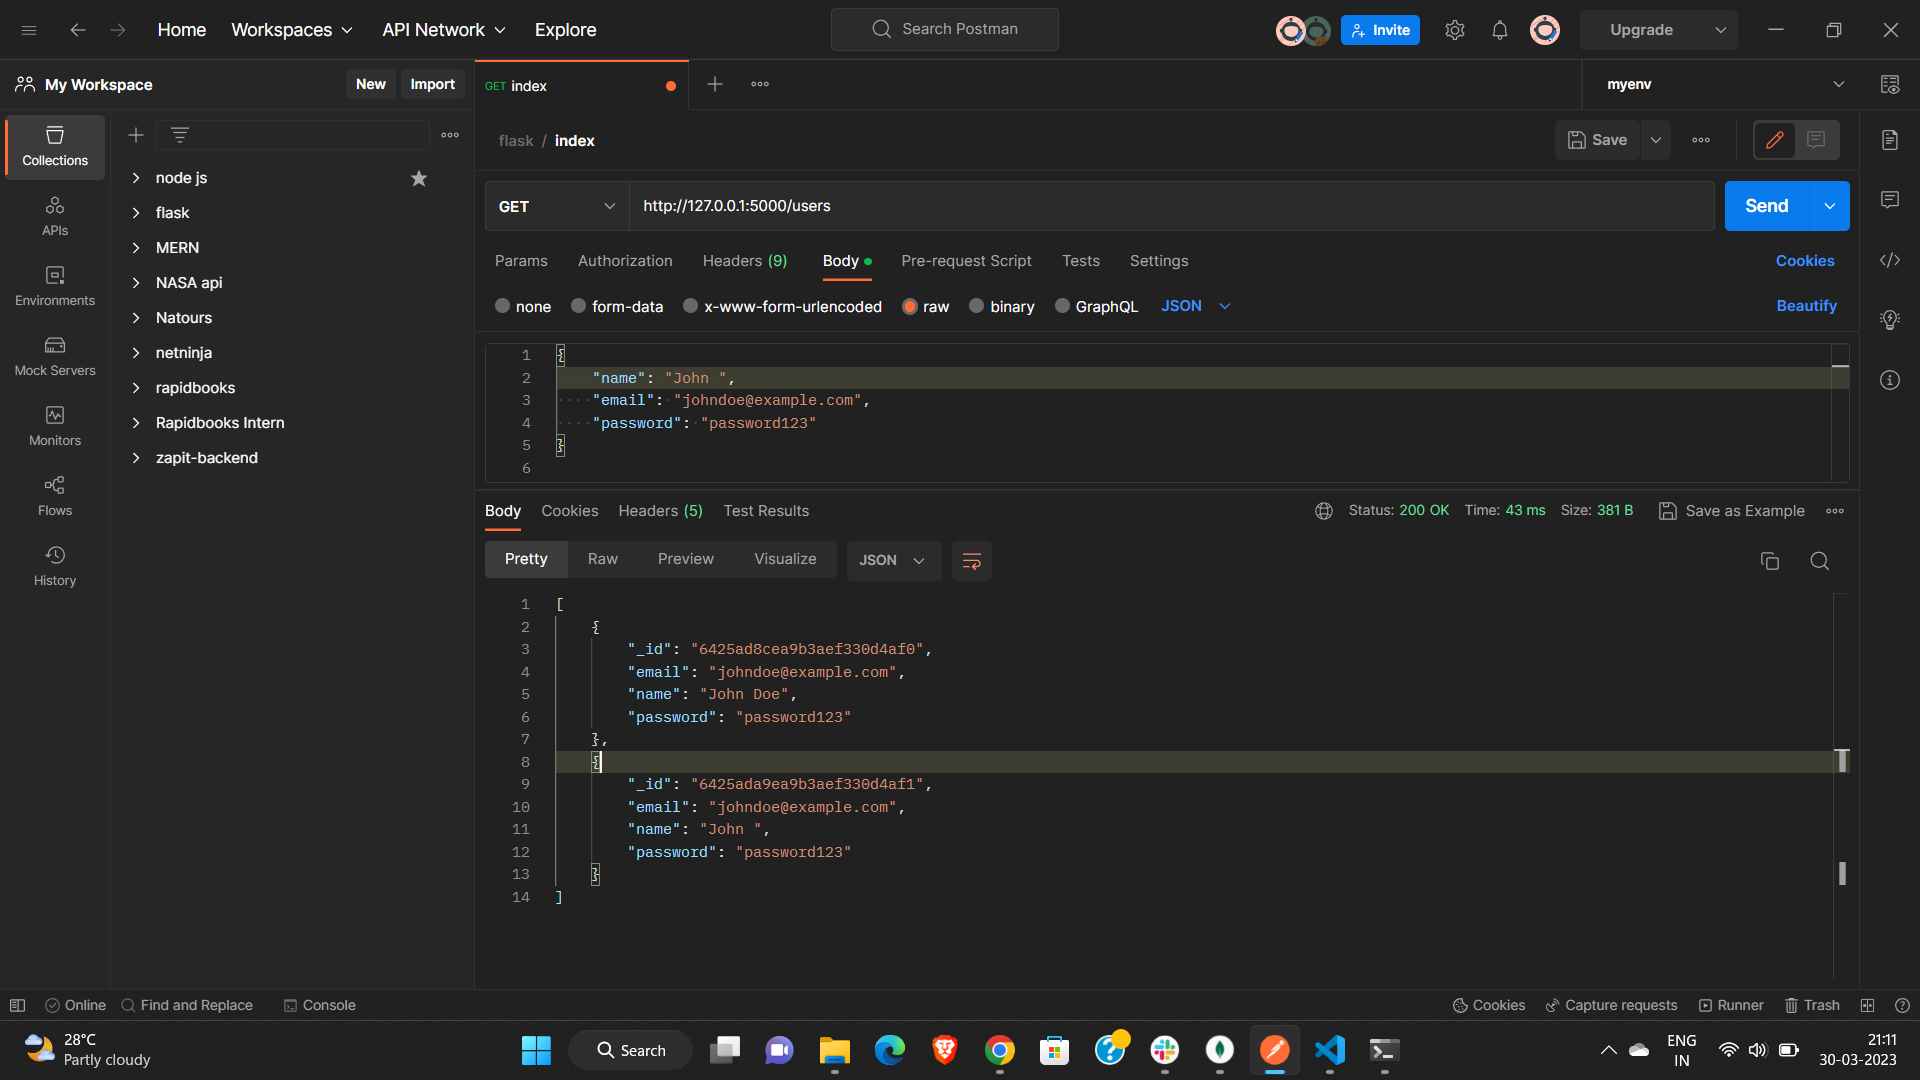 Home
Workspaces
API Network
Explore
Search Postman
Invite
Upgrade
My Workspace
New
Import
GET index
myenv
Collections
APIs
Environments
Mock Servers
Monitors
Flows
History
node js
flask
MERN
NASA api
Natours
netninja
rapidbooks
Rapidbooks Intern
zapit-backend
flask / index
Save
GET
http://127.0.0.1:5000/users
Send
Params Authorization Headers (9) Body Pre-request Script Tests Settings
Cookies
none form-data x-www-form-urlencoded raw binary GraphQL JSON
Beautify
1 {
2 "name": "John ",
3 "email": "johndoe@example.com",
4 "password": "password123"
5 }
6
Body Cookies Headers (5) Test Results
Status: 200 OK Time: 43 ms Size: 381 B Save as Example
Pretty Raw Preview Visualize JSON
1 [
2 {
3 "_id": "6425ad8cea9b3aef330d4af0",
4 "email": "johndoe@example.com",
5 "name": "John Doe",
6 "password": "password123"
7 },
8 {
9 "_id": "6425ada9ea9b3aef330d4af1",
10 "email": "johndoe@example.com",
11 "name": "John ",
12 "password": "password123"
13 }
14 ]
Online Find and Replace Console
Cookies Capture requests Runner Trash
28°C
Partly cloudy
Search
ENG
IN
21:11
30-03-2023